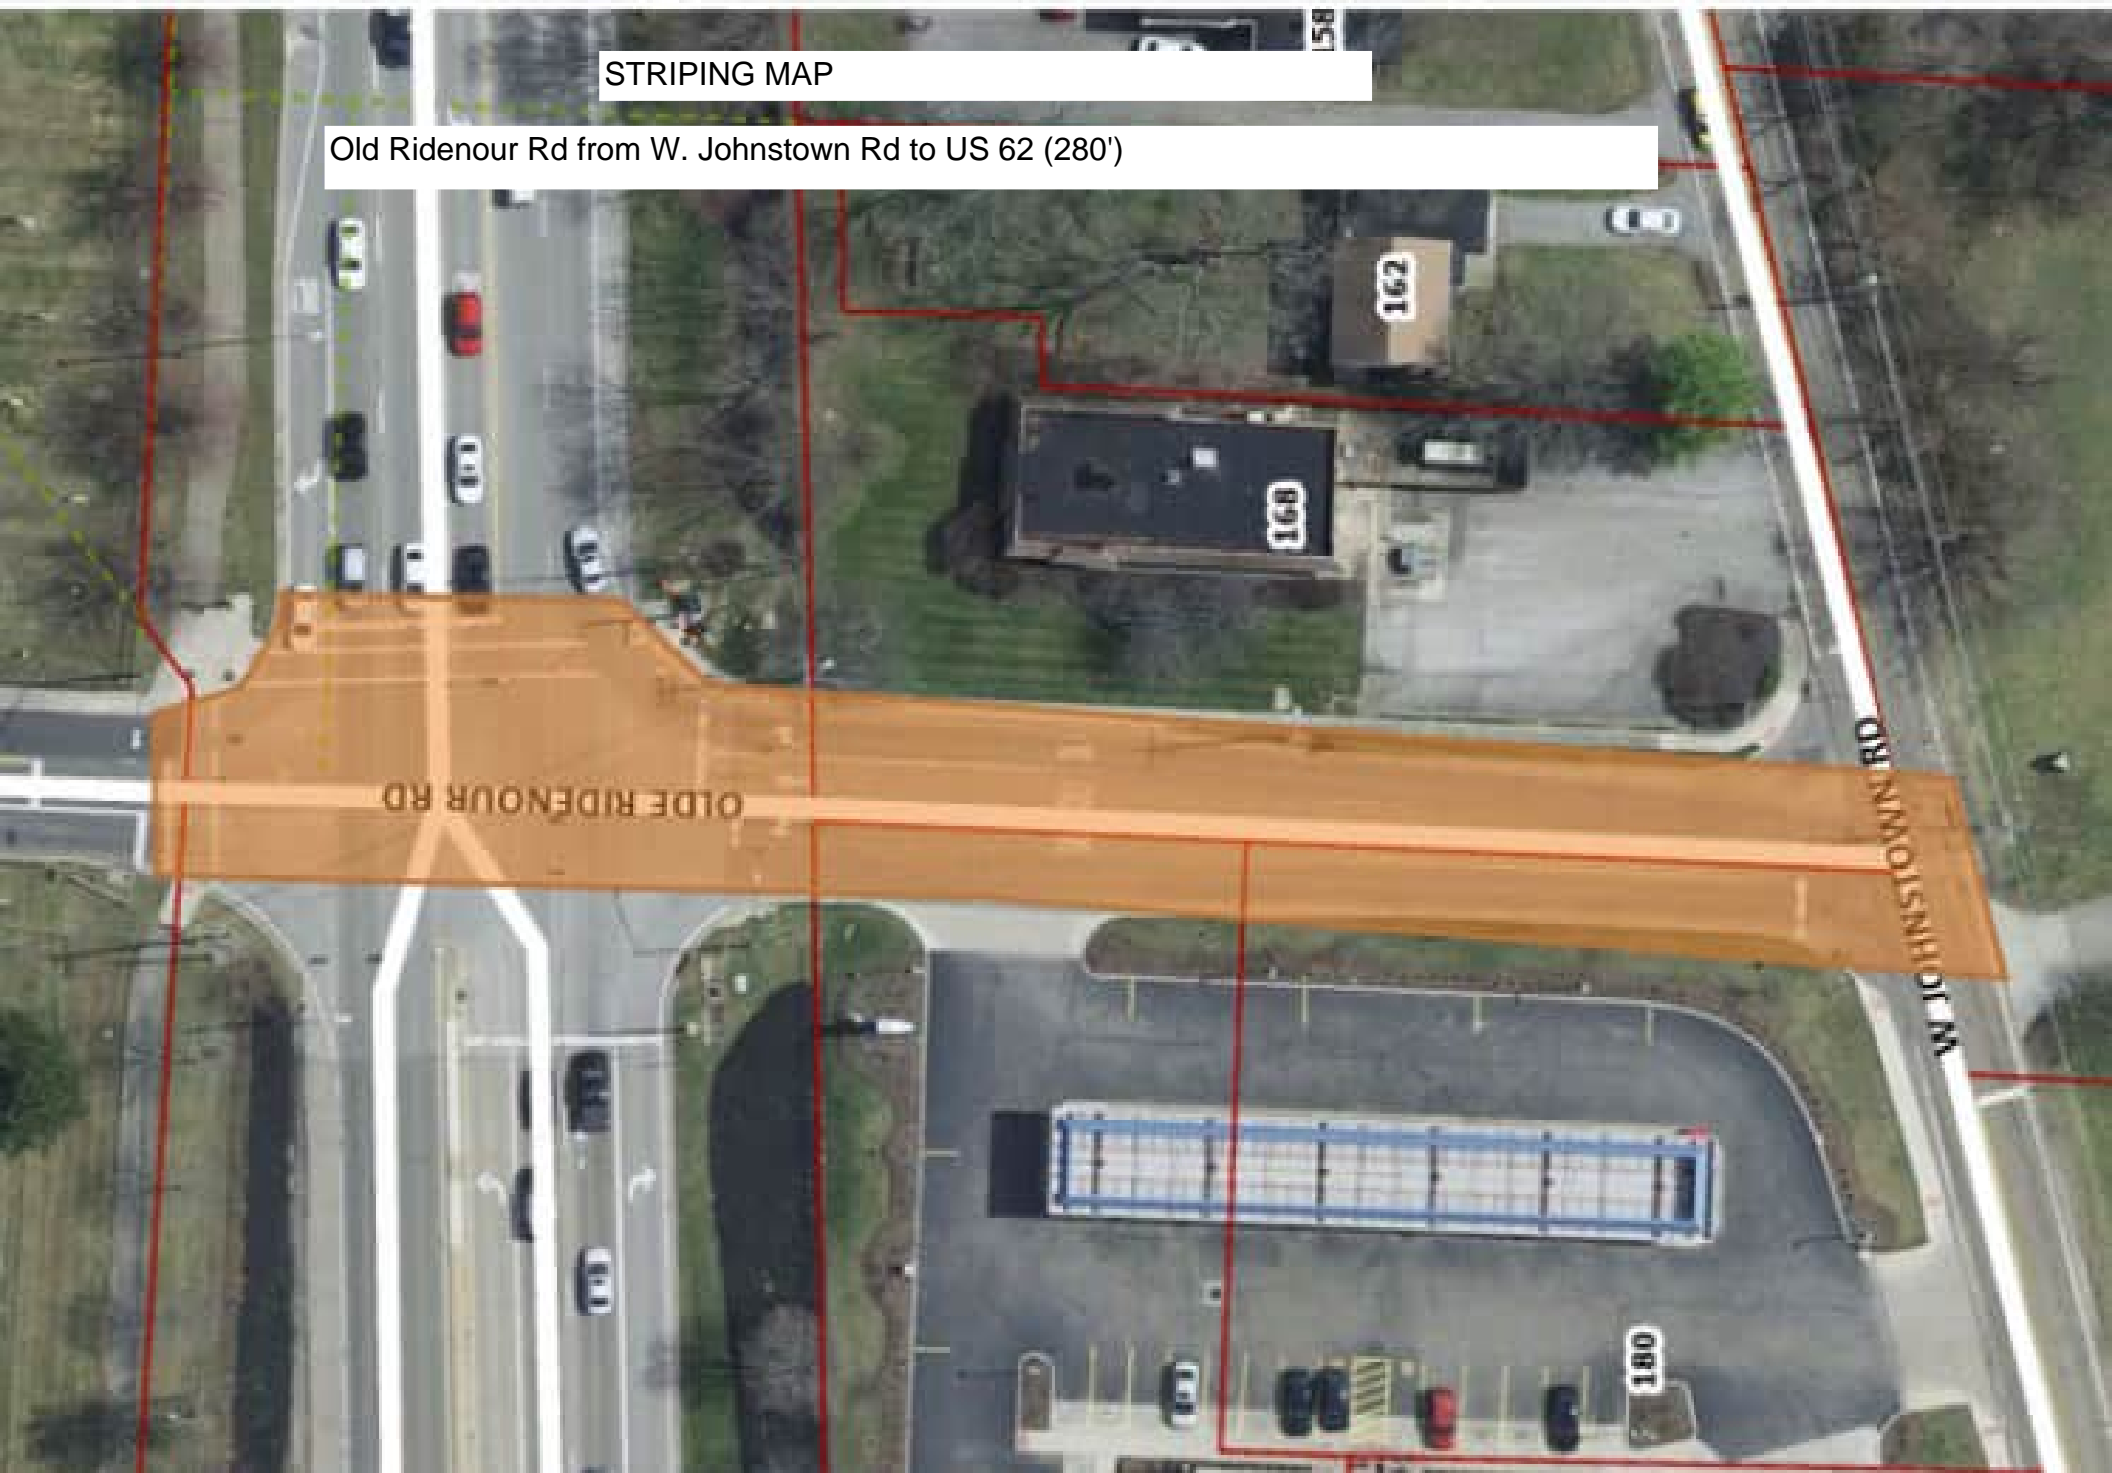 STRIPING MAP
Old Ridenour Rd from W. Johnstown Rd to US 62 (280')
162
168
OLDE RIDENOUR RD
W JOHNSTOWN RD
180